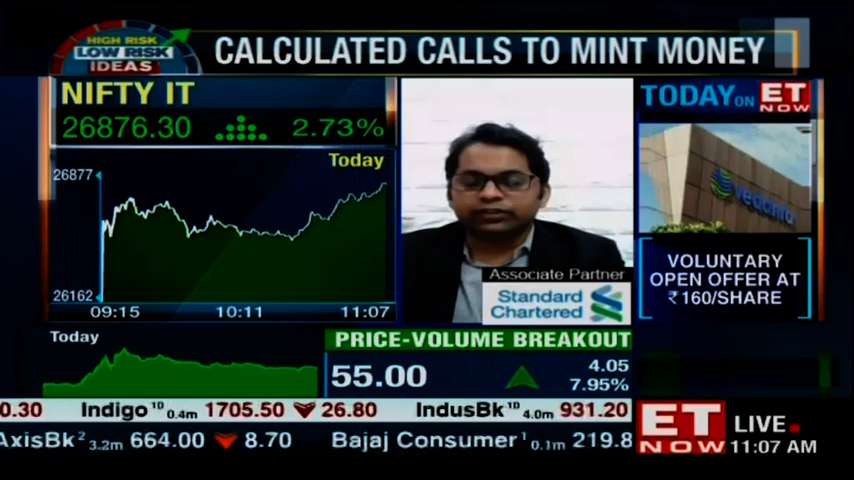 HIGH RISK
LOW RISK
IDEAS
CALCULATED CALLS TO MINT MONEY
NIFTY IT
26876.30 2.73%
Today
26877
26162
09:15 10:11 11:07
Associate Partner
Standard
Chartered
TODAY ON ET NOW
vedanta
VOLUNTARY
OPEN OFFER AT
₹160/SHARE
Today
PRICE-VOLUME BREAKOUT
55.00 4.05
7.95%
0.30 Indigo 1D 0.4m 1705.50 26.80 IndusBk 1D 4.0m 931.20
AxisBk 2 3.2m 664.00 8.70 Bajaj Consumer 1 0.1m 219.8
ET NOW
LIVE
11:07 AM